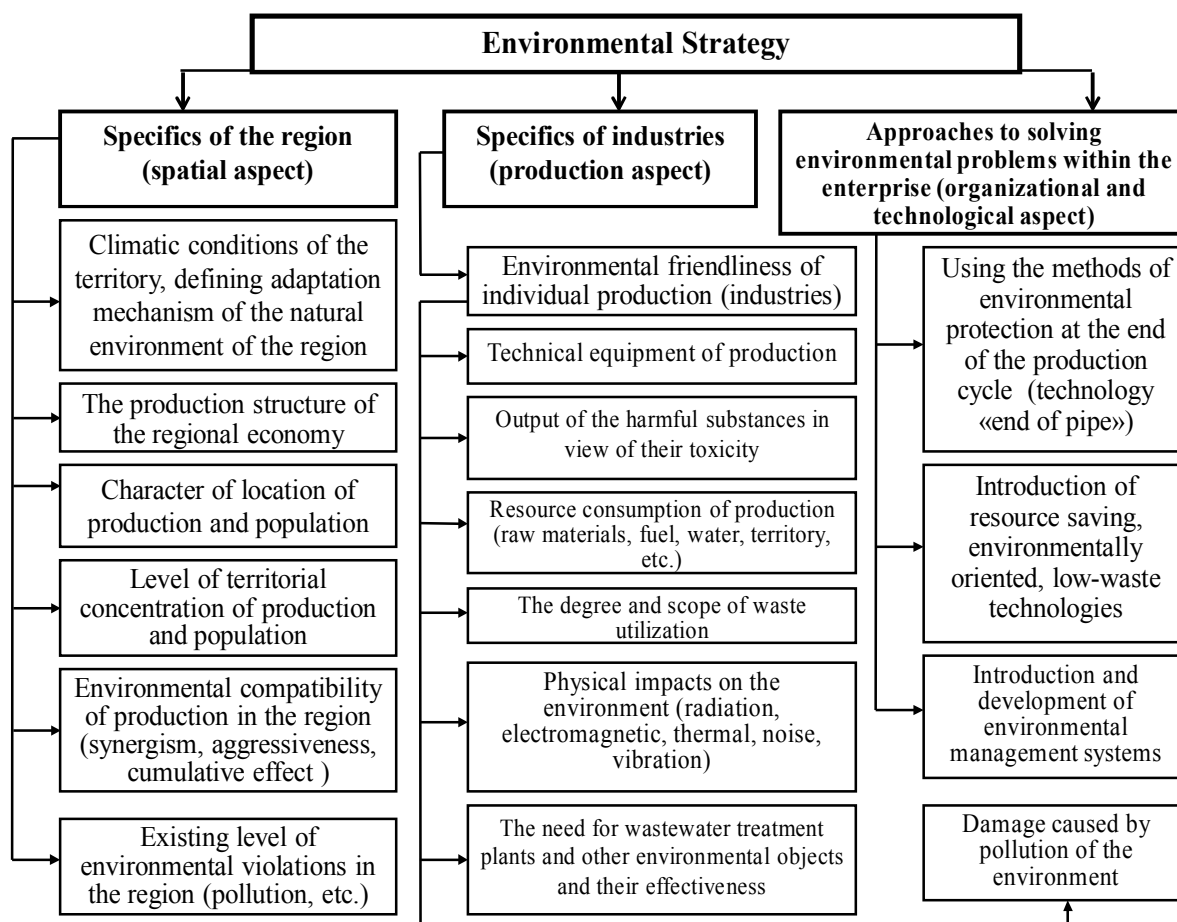 Environmental Strategy
Specifics of the region
(spatial aspect)
Climatic conditions of the
territory, defining adaptation
mechanism of the natural
environment of the region
The production structure of
the regional economy
Character of location of
production and population
Level of territorial
concentration of production
and population
Environmental compatibility
of production in the region
(synergism, aggressiveness,
cumulative effect )
Existing level of
environmental violations in
the region (pollution, etc.)
Specifics of industries
(production aspect)
Environmental friendliness of
individual production (industries)
Technical equipment of production
Output of the harmful substances in
view of their toxicity
Resource consumption of production
(raw materials, fuel, water, territory,
etc.)
The degree and scope of waste
utilization
Physical impacts on the
environment (radiation,
electromagnetic, thermal, noise,
vibration)
The need for wastewater treatment
plants and other environmental objects
and their effectiveness
Approaches to solving
environmental problems within the
enterprise (organizational and
technological aspect)
Using the methods of
environmental
protection at the end
of the production
cycle (technology
«end of pipe»)
Introduction of
resource saving,
environmentally
oriented, low-waste
technologies
Introduction and
development of
environmental
management systems
Damage caused by
pollution of the
environment